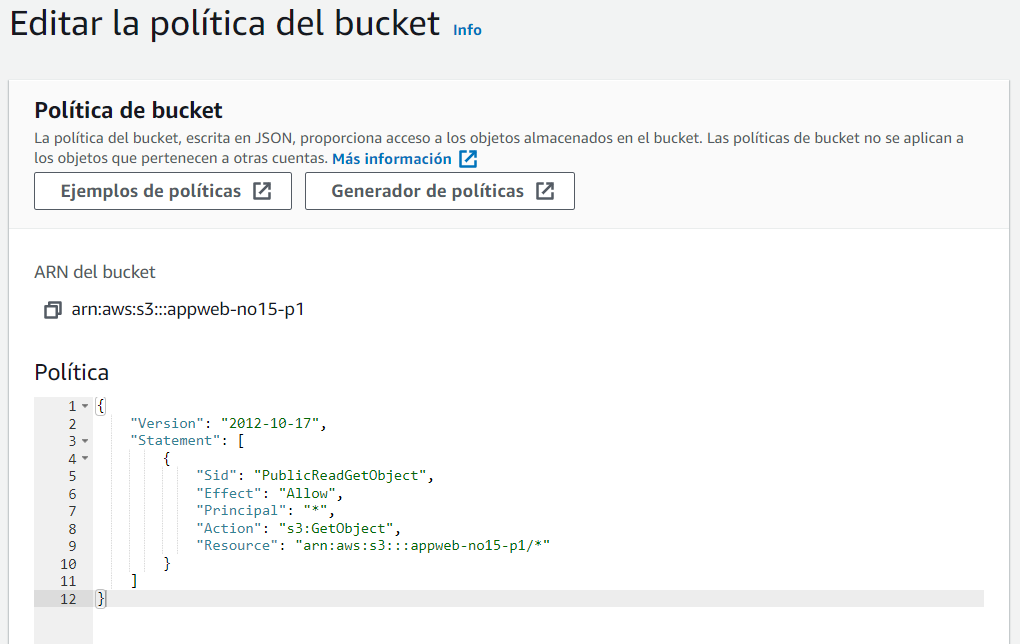 Editar la política del bucket Info
Política de bucket
La política del bucket, escrita en JSON, proporciona acceso a los objetos almacenados en el bucket. Las políticas de bucket no se aplican a
los objetos que pertenecen a otras cuentas. Más información
Ejemplos de políticas Generador de políticas
ARN del bucket
arn:aws:s3:::appweb-no15-p1
Política
1 {
2 "Version": "2012-10-17",
3 "Statement": [
4 {
5 "Sid": "PublicReadGetObject",
6 "Effect": "Allow",
7 "Principal": "*",
8 "Action": "s3:GetObject",
9 "Resource": "arn:aws:s3:::appweb-no15-p1/*"
10 }
11 ]
12 }